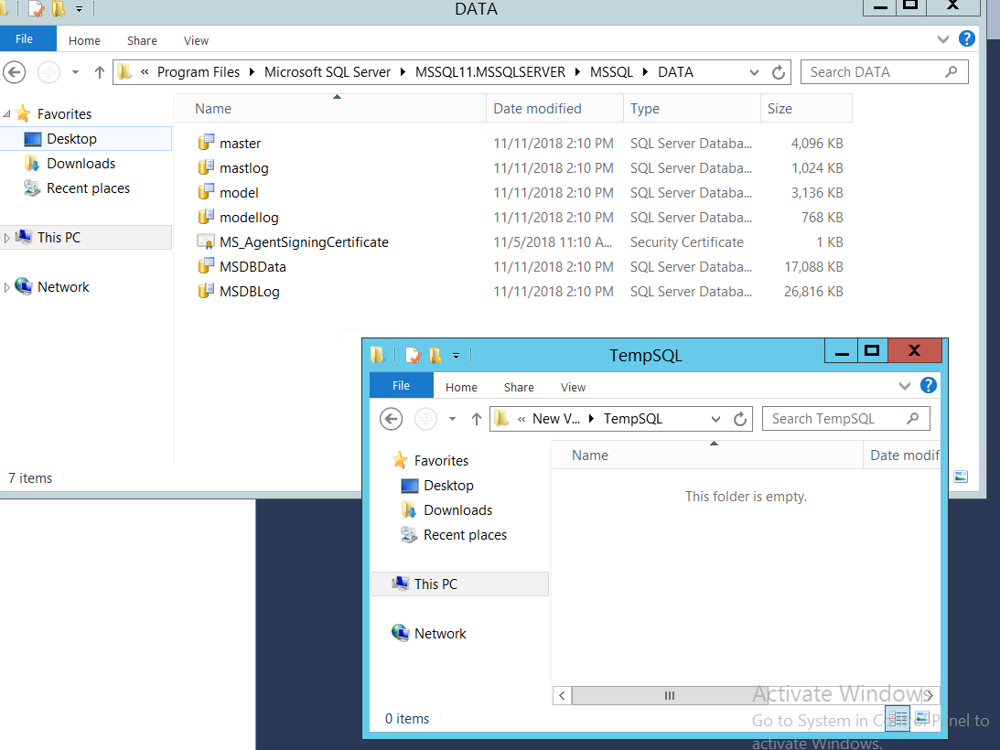 DATA
File Home Share View
« Program Files Microsoft SQL Server MSSQL11.MSSQLSERVER MSSQL DATA Search DATA
Name Date modified Type Size
Favorites
Desktop
Downloads
Recent places
This PC
Network
master 11/11/2018 2:10 PM SQL Server Databa... 4,096 KB
mastlog 11/11/2018 2:10 PM SQL Server Databa... 1,024 KB
model 11/11/2018 2:10 PM SQL Server Databa... 3,136 KB
modellog 11/11/2018 2:10 PM SQL Server Databa... 768 KB
MS_AgentSigningCertificate 11/5/2018 11:10 A... Security Certificate 1 KB
MSDBData 11/11/2018 2:10 PM SQL Server Databa... 17,088 KB
MSDBLog 11/11/2018 2:10 PM SQL Server Databa... 26,816 KB
7 items
TempSQL
File Home Share View
« New V... TempSQL Search TempSQL
Name Date modif
Favorites
Desktop
Downloads
Recent places
This PC
Network
This folder is empty.
0 items
Activate Windows
Go to System in Control Panel to
activate Windows.